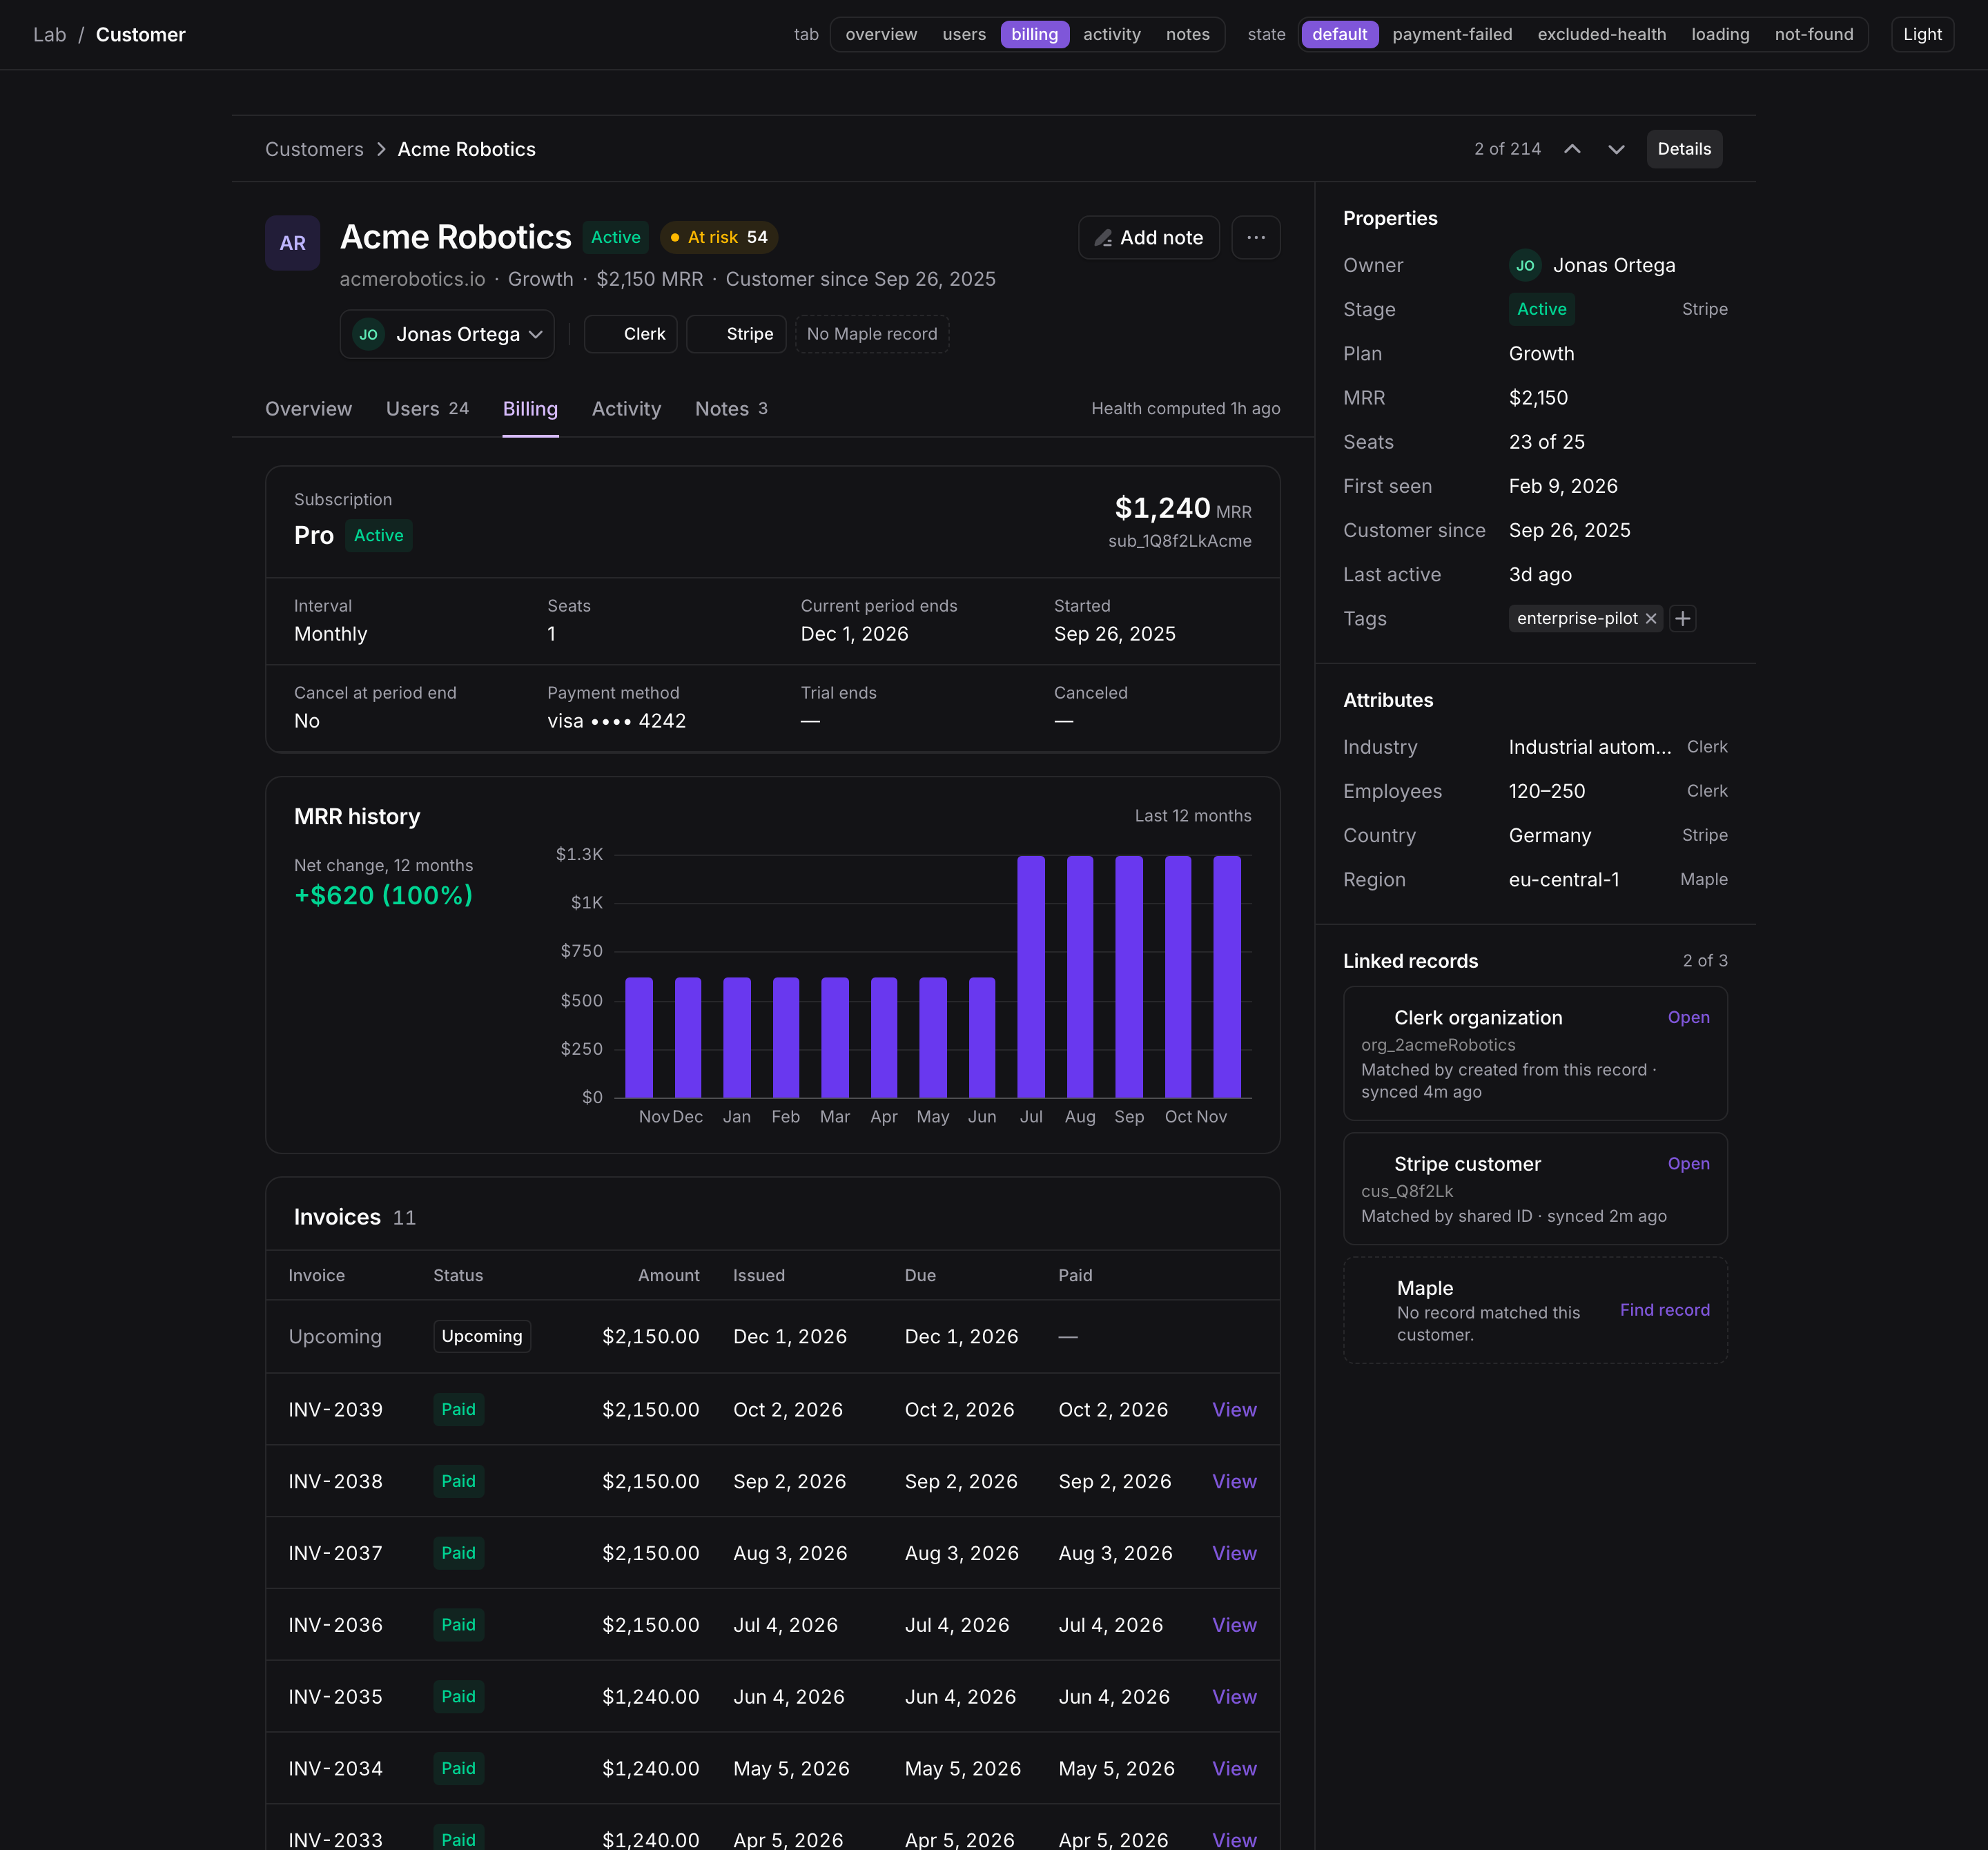 Lab / Customer
tab overview users billing activity notes state default payment-failed excluded-health loading not-found Light
Customers Acme Robotics
2 of 214 Details
AR
Acme Robotics Active At risk 54
Add note
acmerobotics.io · Growth · $2,150 MRR · Customer since Sep 26, 2025
JO Jonas Ortega Clerk Stripe No Maple record
Overview Users 24 Billing Activity Notes 3 Health computed 1h ago
Subscription
Pro Active
$1,240 MRR
sub_1Q8f2LkAcme
Interval Seats Current period ends Started
Monthly 1 Dec 1, 2026 Sep 26, 2025
Cancel at period end Payment method Trial ends Canceled
No visa •••• 4242 — —
MRR history Last 12 months
Net change, 12 months
+$620 (100%)
$1.3K
$1K
$750
$500
$250
$0
Nov Dec Jan Feb Mar Apr May Jun Jul Aug Sep Oct Nov
Invoices 11
Invoice Status Amount Issued Due Paid
Upcoming Upcoming $2,150.00 Dec 1, 2026 Dec 1, 2026 —
INV-2039 Paid $2,150.00 Oct 2, 2026 Oct 2, 2026 Oct 2, 2026 View
INV-2038 Paid $2,150.00 Sep 2, 2026 Sep 2, 2026 Sep 2, 2026 View
INV-2037 Paid $2,150.00 Aug 3, 2026 Aug 3, 2026 Aug 3, 2026 View
INV-2036 Paid $2,150.00 Jul 4, 2026 Jul 4, 2026 Jul 4, 2026 View
INV-2035 Paid $1,240.00 Jun 4, 2026 Jun 4, 2026 Jun 4, 2026 View
INV-2034 Paid $1,240.00 May 5, 2026 May 5, 2026 May 5, 2026 View
INV-2033 Paid $1,240.00 Apr 5, 2026 Apr 5, 2026 Apr 5, 2026 View
Properties
Owner JO Jonas Ortega
Stage Active Stripe
Plan Growth
MRR $2,150
Seats 23 of 25
First seen Feb 9, 2026
Customer since Sep 26, 2025
Last active 3d ago
Tags enterprise-pilot
Attributes
Industry Industrial autom... Clerk
Employees 120–250 Clerk
Country Germany Stripe
Region eu-central-1 Maple
Linked records 2 of 3
Clerk organization Open
org_2acmeRobotics
Matched by created from this record ·
synced 4m ago
Stripe customer Open
cus_Q8f2Lk
Matched by shared ID · synced 2m ago
Maple
No record matched this
customer.
Find record